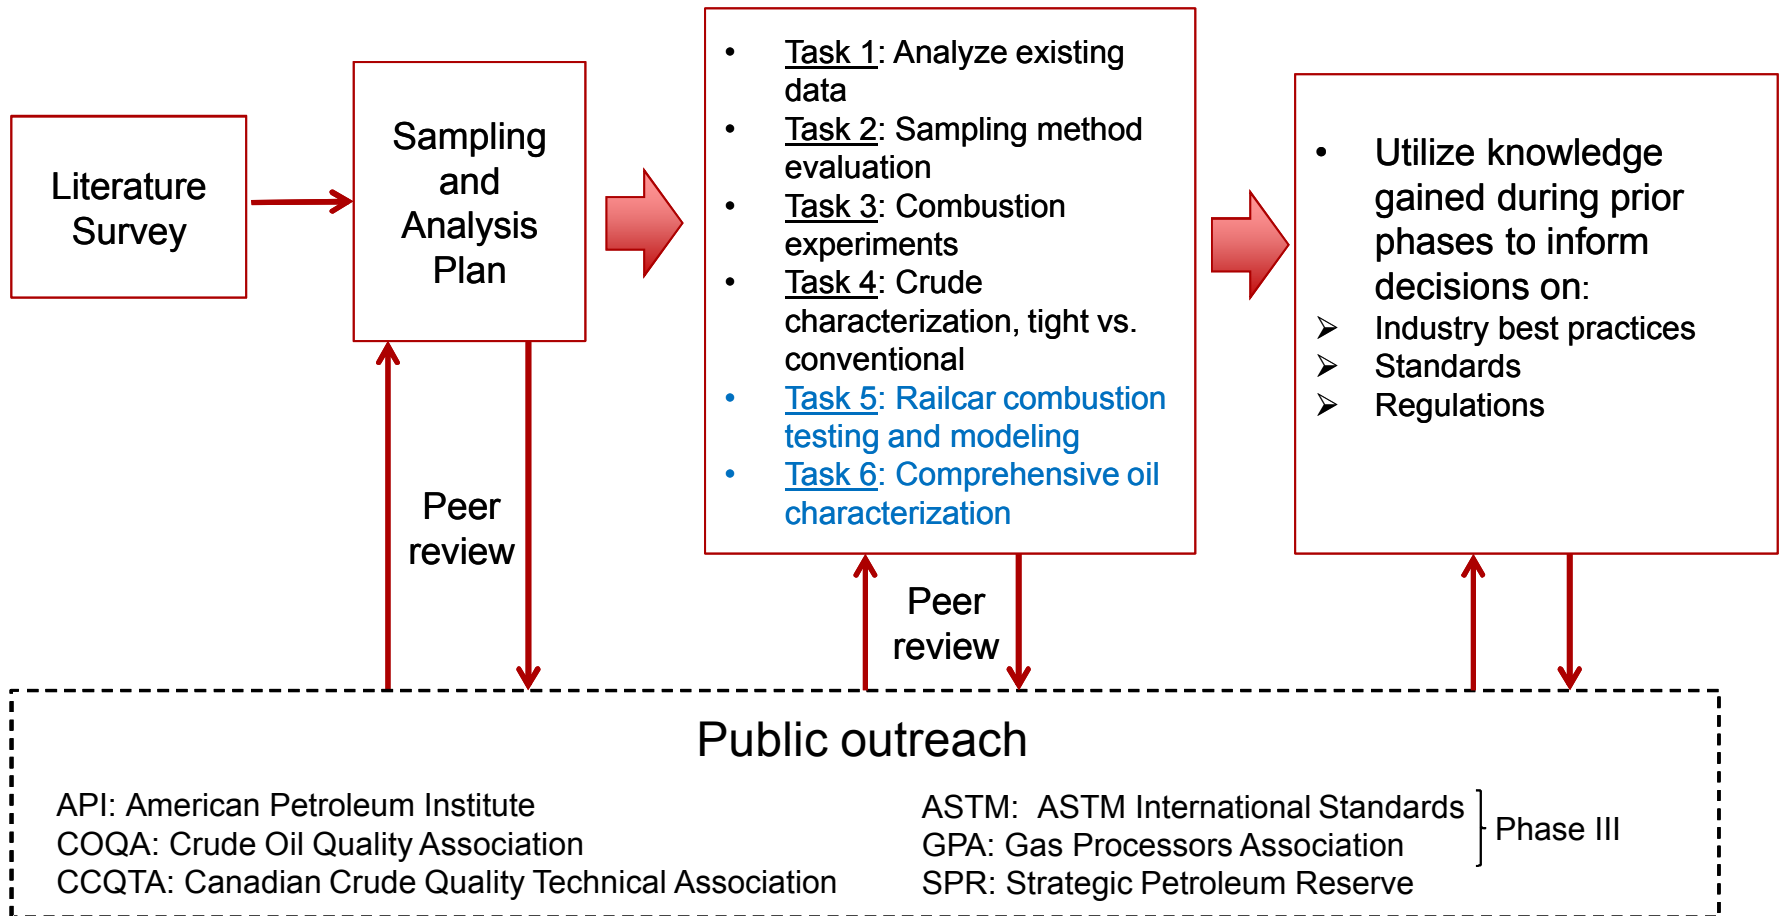 Literature
Survey
Sampling
and
Analysis
Plan
• Task 1: Analyze existing
data
• Task 2: Sampling method
evaluation
• Task 3: Combustion
experiments
• Task 4: Crude
characterization, tight vs.
conventional
• Task 5: Railcar combustion
testing and modeling
• Task 6: Comprehensive oil
characterization
• Utilize knowledge
gained during prior
phases to inform
decisions on:
➢ Industry best practices
➢ Standards
➢ Regulations
Peer
review
Peer
review
Public outreach
API: American Petroleum Institute
COQA: Crude Oil Quality Association
CCQTA: Canadian Crude Quality Technical Association
ASTM: ASTM International Standards
GPA: Gas Processors Association
SPR: Strategic Petroleum Reserve
Phase III